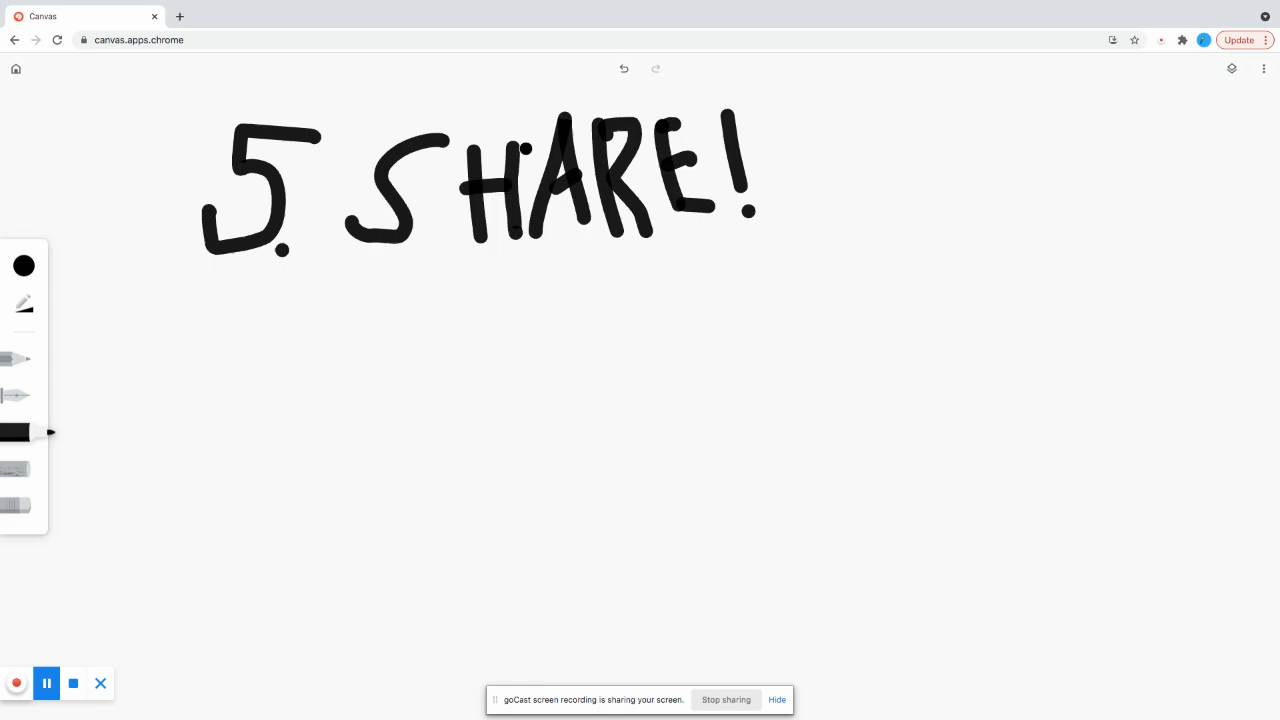 Canvas
canvas.apps.chrome
Update
5. SHARE!
goCast screen recording is sharing your screen.
Stop sharing
Hide